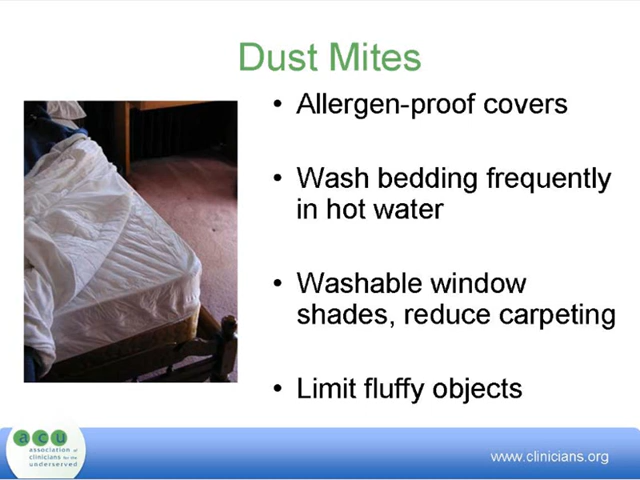 Dust Mites
• Allergen-proof covers
• Wash bedding frequently
in hot water
• Washable window
shades, reduce carpeting
• Limit fluffy objects
acu
association of
clinicians for the
underserved
www.clinicians.org